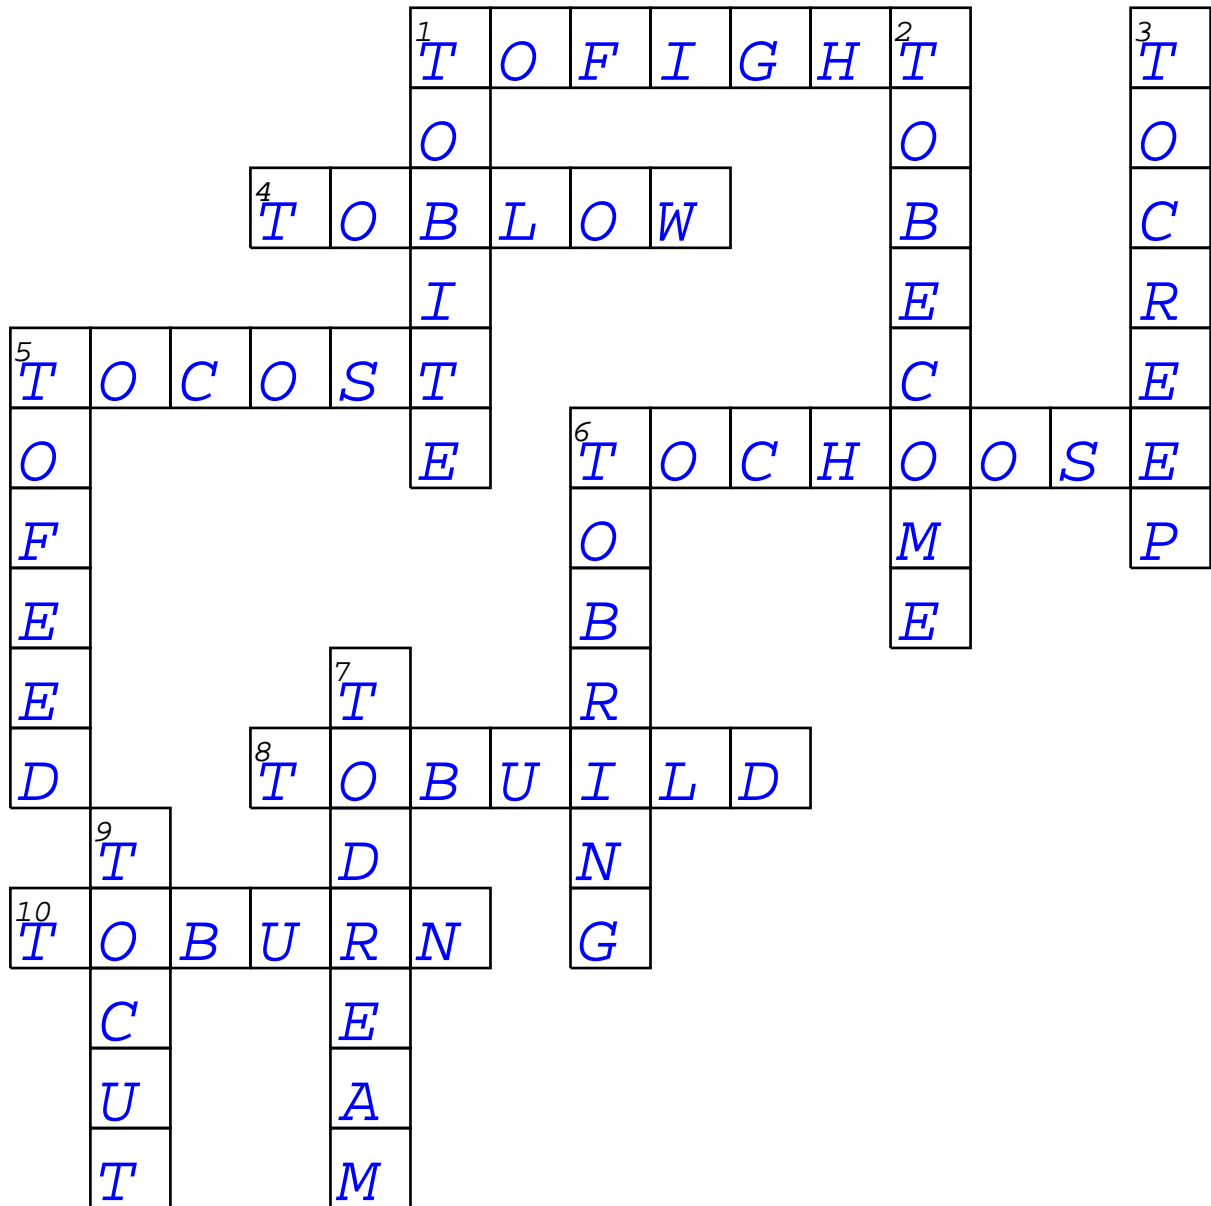 1 T O F I G H 2 T 3 T
O O O
4 T O B L O W B C
I E R
5 T O C O S T C E
O E 6 T O C H O O S E
F O M P
E B E
E 7 T R
D 8 T O B U I L D
9 T D N
10 T O B U R N G
C E
U A
T M